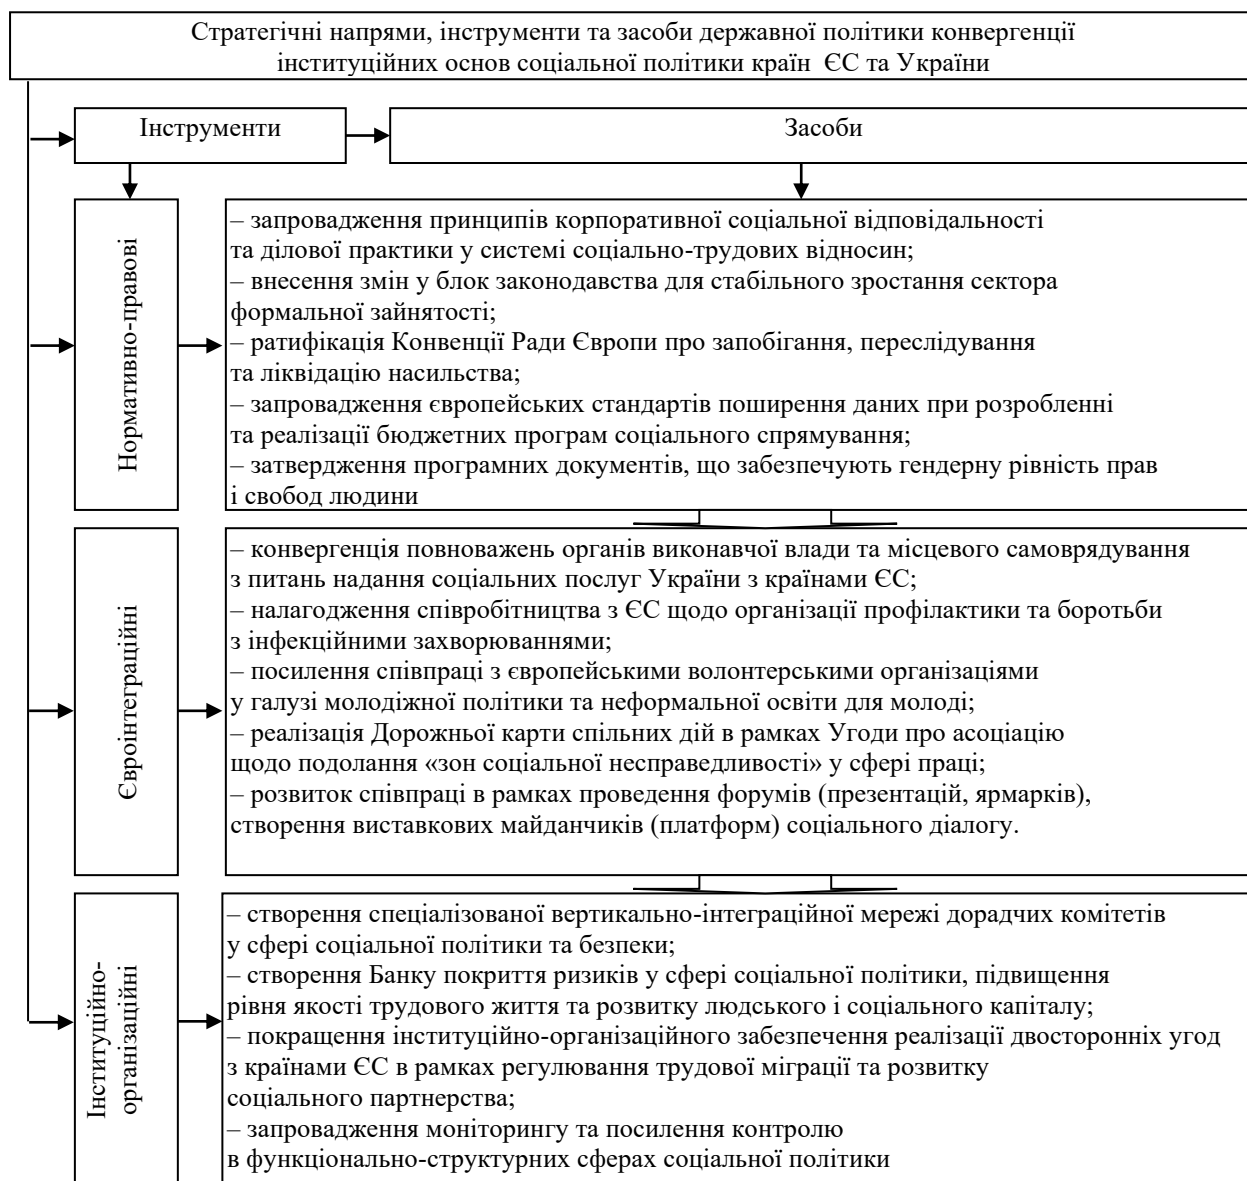 Стратегічні напрями, інструменти та засоби державної політики конвергенції
інституційних основ соціальної політики країн ЄС та України
Інструменти
Засоби
Нормативно-правові
– запровадження принципів корпоративної соціальної відповідальності
та ділової практики у системі соціально-трудових відносин;
– внесення змін у блок законодавства для стабільного зростання сектора
формальної зайнятості;
– ратифікація Конвенції Ради Європи про запобігання, переслідування
та ліквідацію насильства;
– запровадження європейських стандартів поширення даних при розробленні
та реалізації бюджетних програм соціального спрямування;
– затвердження програмних документів, що забезпечують гендерну рівність прав
і свобод людини
Євроінтеграційні
– конвергенція повноважень органів виконавчої влади та місцевого самоврядування
з питань надання соціальних послуг України з країнами ЄС;
– налагодження співробітництва з ЄС щодо організації профілактики та боротьби
з інфекційними захворюваннями;
– посилення співпраці з європейськими волонтерськими організаціями
у галузі молодіжної політики та неформальної освіти для молоді;
– реалізація Дорожньої карти спільних дій в рамках Угоди про асоціацію
щодо подолання «зон соціальної несправедливості» у сфері праці;
– розвиток співпраці в рамках проведення форумів (презентацій, ярмарків),
створення виставкових майданчиків (платформ) соціального діалогу.
Інституційно-
організаційні
– створення спеціалізованої вертикально-інтеграційної мережі дорадчих комітетів
у сфері соціальної політики та безпеки;
– створення Банку покриття ризиків у сфері соціальної політики, підвищення
рівня якості трудового життя та розвитку людського і соціального капіталу;
– покращення інституційно-організаційного забезпечення реалізації двосторонніх угод
з країнами ЄС в рамках регулювання трудової міграції та розвитку
соціального партнерства;
– запровадження моніторингу та посилення контролю
в функціонально-структурних сферах соціальної політики